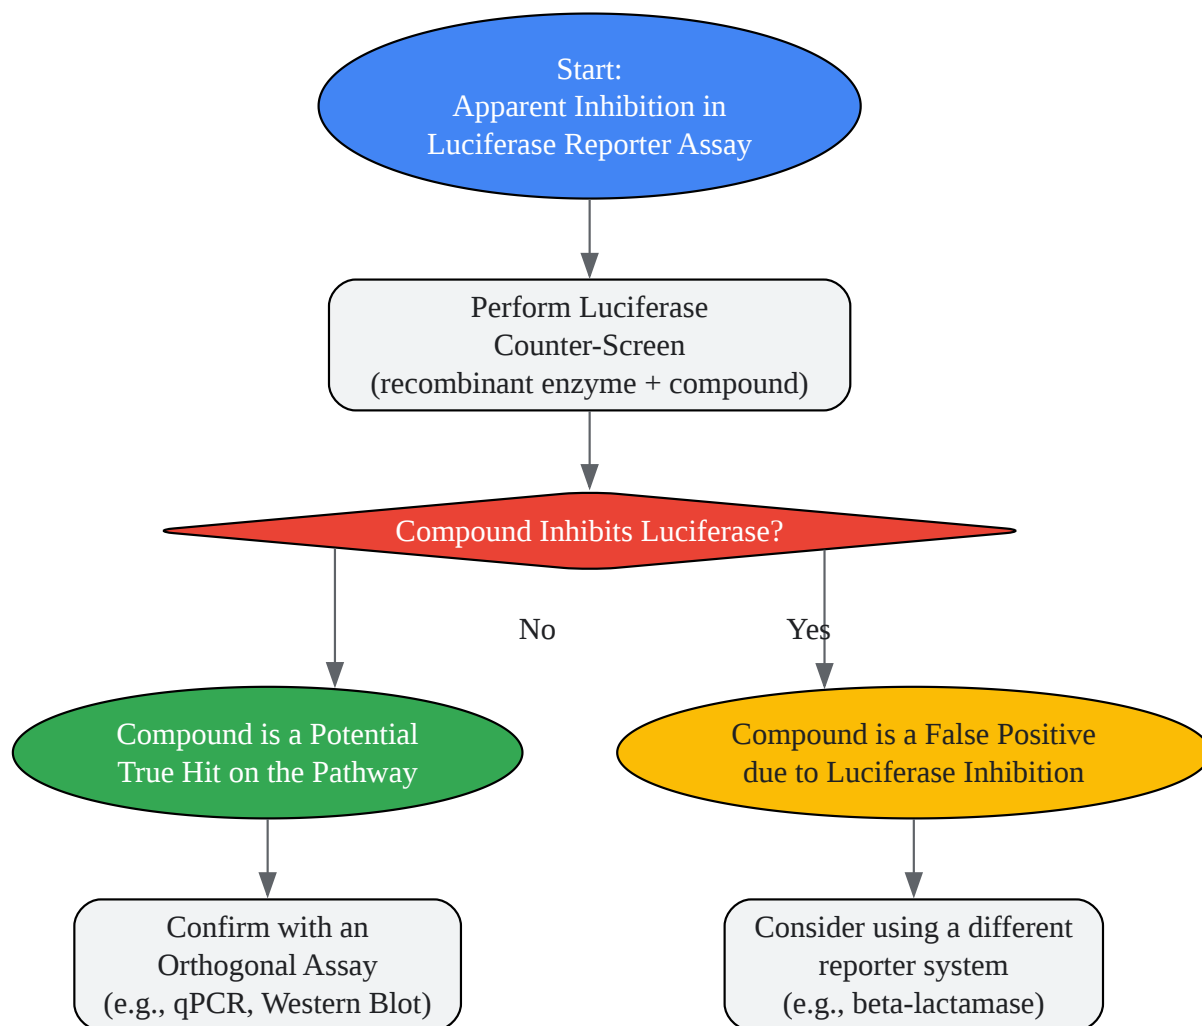 Start:
Apparent Inhibition in
Luciferase Reporter Assay
Perform Luciferase
Counter-Screen
(recombinant enzyme + compound)
Compound Inhibits Luciferase?
No
Yes
Compound is a Potential
True Hit on the Pathway
Compound is a False Positive
due to Luciferase Inhibition
Confirm with an
Orthogonal Assay
(e.g., qPCR, Western Blot)
Consider using a different
reporter system
(e.g., beta-lactamase)